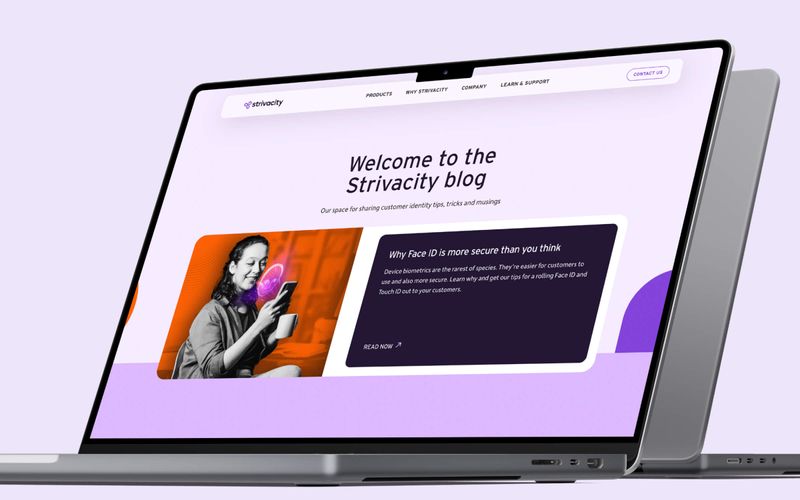 strivacity
PRODUCTS
WHY STRIVACITY
COMPANY
LEARN & SUPPORT
CONTACT US
Welcome to the
Strivacity blog
Our space for sharing customer identity tips, tricks and musings
Why Face ID is more secure than you think
Device biometrics are the rarest of species. They're easier for customers to
use and also more secure. Learn why and get our tips for a rolling Face ID and
Touch ID out to your customers.
READ NOW